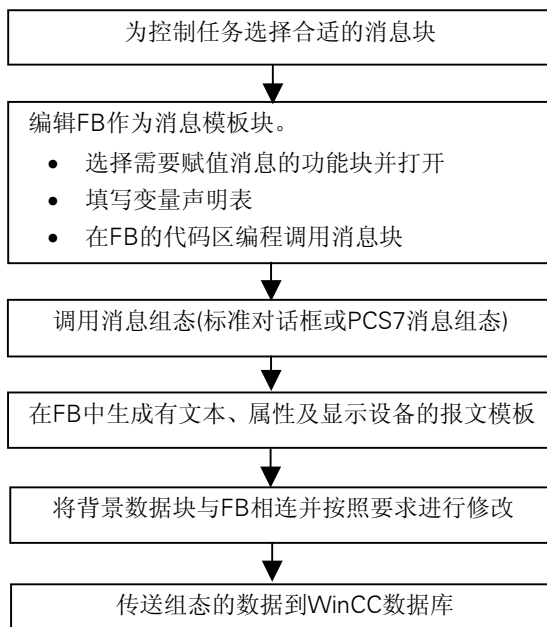 为控制任务选择合适的消息块
编辑FB作为消息模板块。
● 选择需要赋值消息的功能块并打开
● 填写变量声明表
● 在FB的代码区编程调用消息块
调用消息组态(标准对话框或PCS7消息组态)
在FB中生成有文本、属性及显示设备的报文模板
将背景数据块与FB相连并按照要求进行修改
传送组态的数据到WinCC数据库